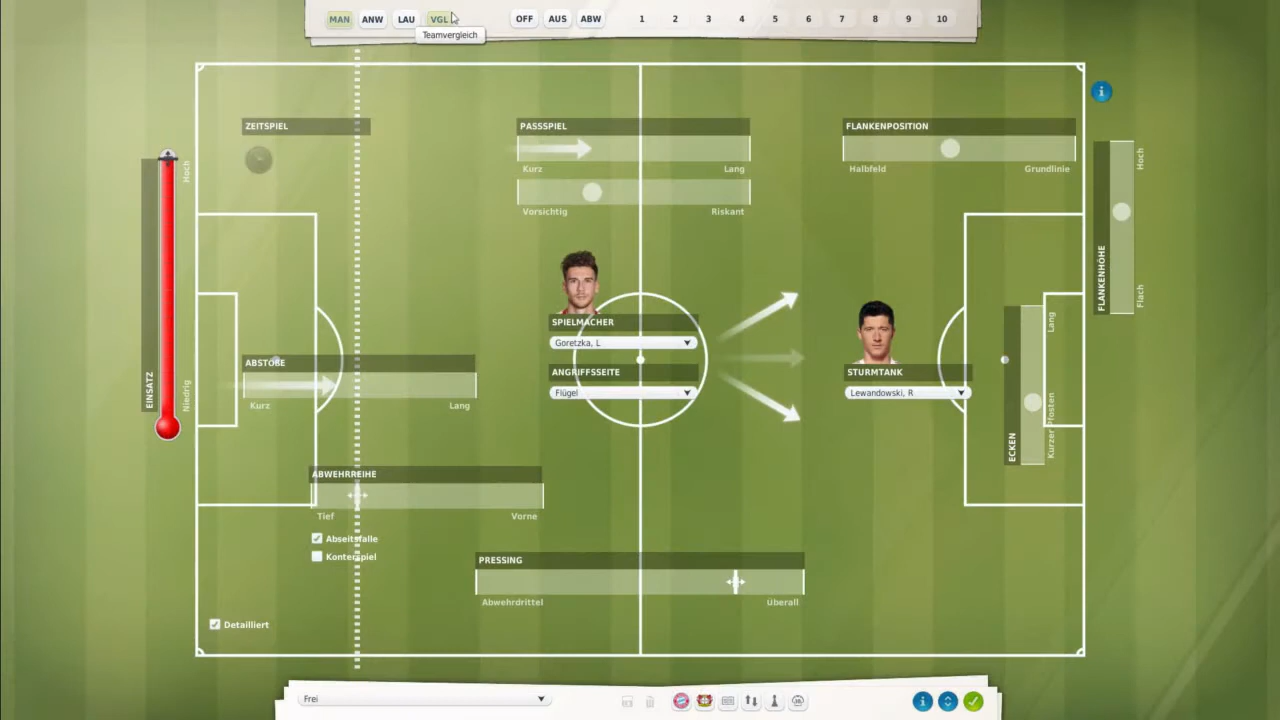 MAN ANW LAU VGL OFF AUS ABW 1 2 3 4 5 6 7 8 9 10
Teamvergleich
ZEITSPIEL
PASSSPIEL
Kurz Lang
Vorsichtig Riskant
FLANKENPOSITION
Halbfeld Grundlinie
EINSATZ
Hoch
Niedrig
FLANKENHÖHE
Hoch
Flach
SPIELMACHER
Goretzka, L
ANGRIFFSSEITE
Flügel
STURMTANK
Lewandowski, R
ABSTÖßE
Kurz Lang
ECKEN
Lang
Kurzer Pfosten
ABWEHRREIHE
Tief Vorne
Abseitsfalle
Konterspiel
PRESSING
Abwehrdrittel Überall
Detailliert
Frei